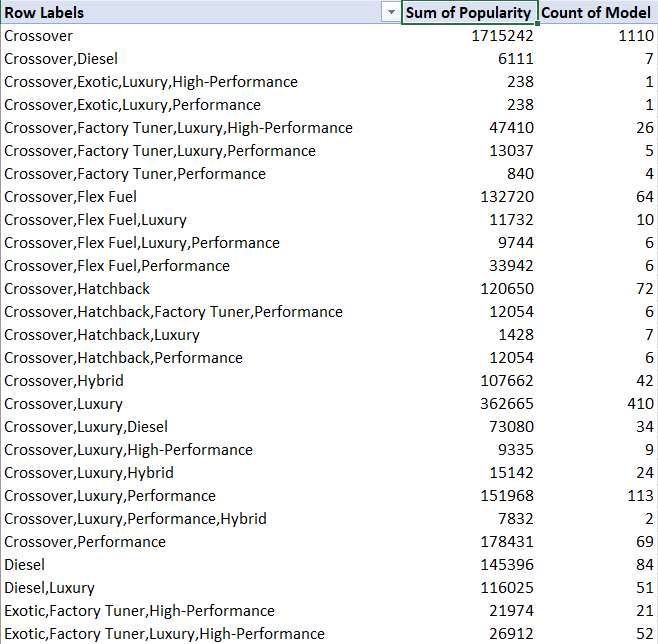 Row Labels Sum of Popularity Count of Model
Crossover 1715242 1110
Crossover,Diesel 6111 7
Crossover,Exotic,Luxury,High-Performance 238 1
Crossover,Exotic,Luxury,Performance 238 1
Crossover,Factory Tuner,Luxury,High-Performance 47410 26
Crossover,Factory Tuner,Luxury,Performance 13037 5
Crossover,Factory Tuner,Performance 840 4
Crossover,Flex Fuel 132720 64
Crossover,Flex Fuel,Luxury 11732 10
Crossover,Flex Fuel,Luxury,Performance 9744 6
Crossover,Flex Fuel,Performance 33942 6
Crossover,Hatchback 120650 72
Crossover,Hatchback,Factory Tuner,Performance 12054 6
Crossover,Hatchback,Luxury 1428 7
Crossover,Hatchback,Performance 12054 6
Crossover,Hybrid 107662 42
Crossover,Luxury 362665 410
Crossover,Luxury,Diesel 73080 34
Crossover,Luxury,High-Performance 9335 9
Crossover,Luxury,Hybrid 15142 24
Crossover,Luxury,Performance 151968 113
Crossover,Luxury,Performance,Hybrid 7832 2
Crossover,Performance 178431 69
Diesel 145396 84
Diesel,Luxury 116025 51
Exotic,Factory Tuner,High-Performance 21974 21
Exotic,Factory Tuner,Luxury,High-Performance 26912 52